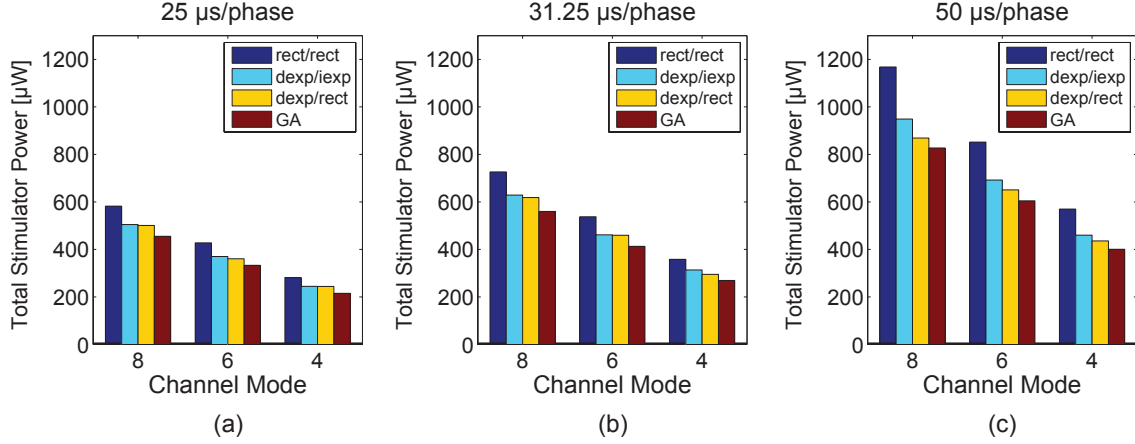 25 µs/phase
Total Stimulator Power [µW]
1200
1000
800
600
400
200
0
rect/rect
dexp/iexp
dexp/rect
GA
8 6 4
Channel Mode
(a)
31.25 µs/phase
Total Stimulator Power [µW]
1200
1000
800
600
400
200
0
rect/rect
dexp/iexp
dexp/rect
GA
8 6 4
Channel Mode
(b)
50 µs/phase
Total Stimulator Power [µW]
1200
1000
800
600
400
200
0
rect/rect
dexp/iexp
dexp/rect
GA
8 6 4
Channel Mode
(c)